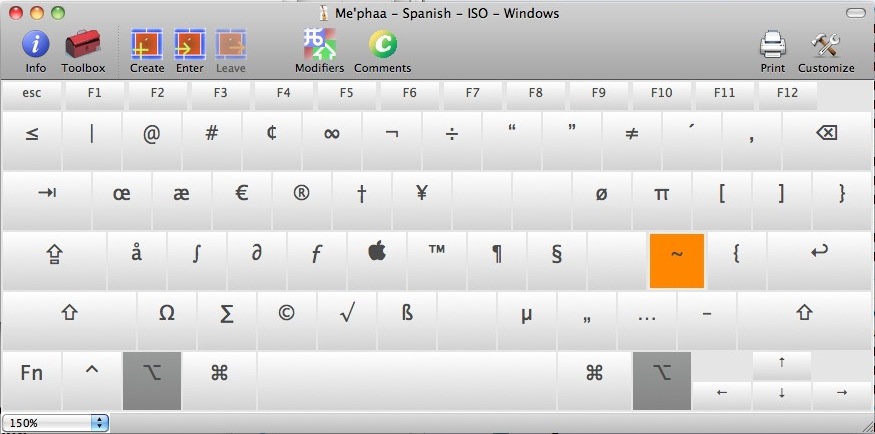 Me'phaa – Spanish – ISO – Windows
Info Toolbox Create Enter Leave Modifiers Comments Print Customize
esc F1 F2 F3 F4 F5 F6 F7 F8 F9 F10 F11 F12
≤ | @ # ¢ ∞ ¬ ÷ “ ” ≠ ´ ‚ ⌫
⇥ œ æ € ® † ¥ ø π [ ] }
⇪ å ∫ ∂ ƒ  ™ ¶ § ~ { ↩
⇧ Ω ∑ © √ ß µ „ … – ⇧
Fn ^ ⌥ ⌘ ⌘ ⌥ ↑
← ↓ →
150%